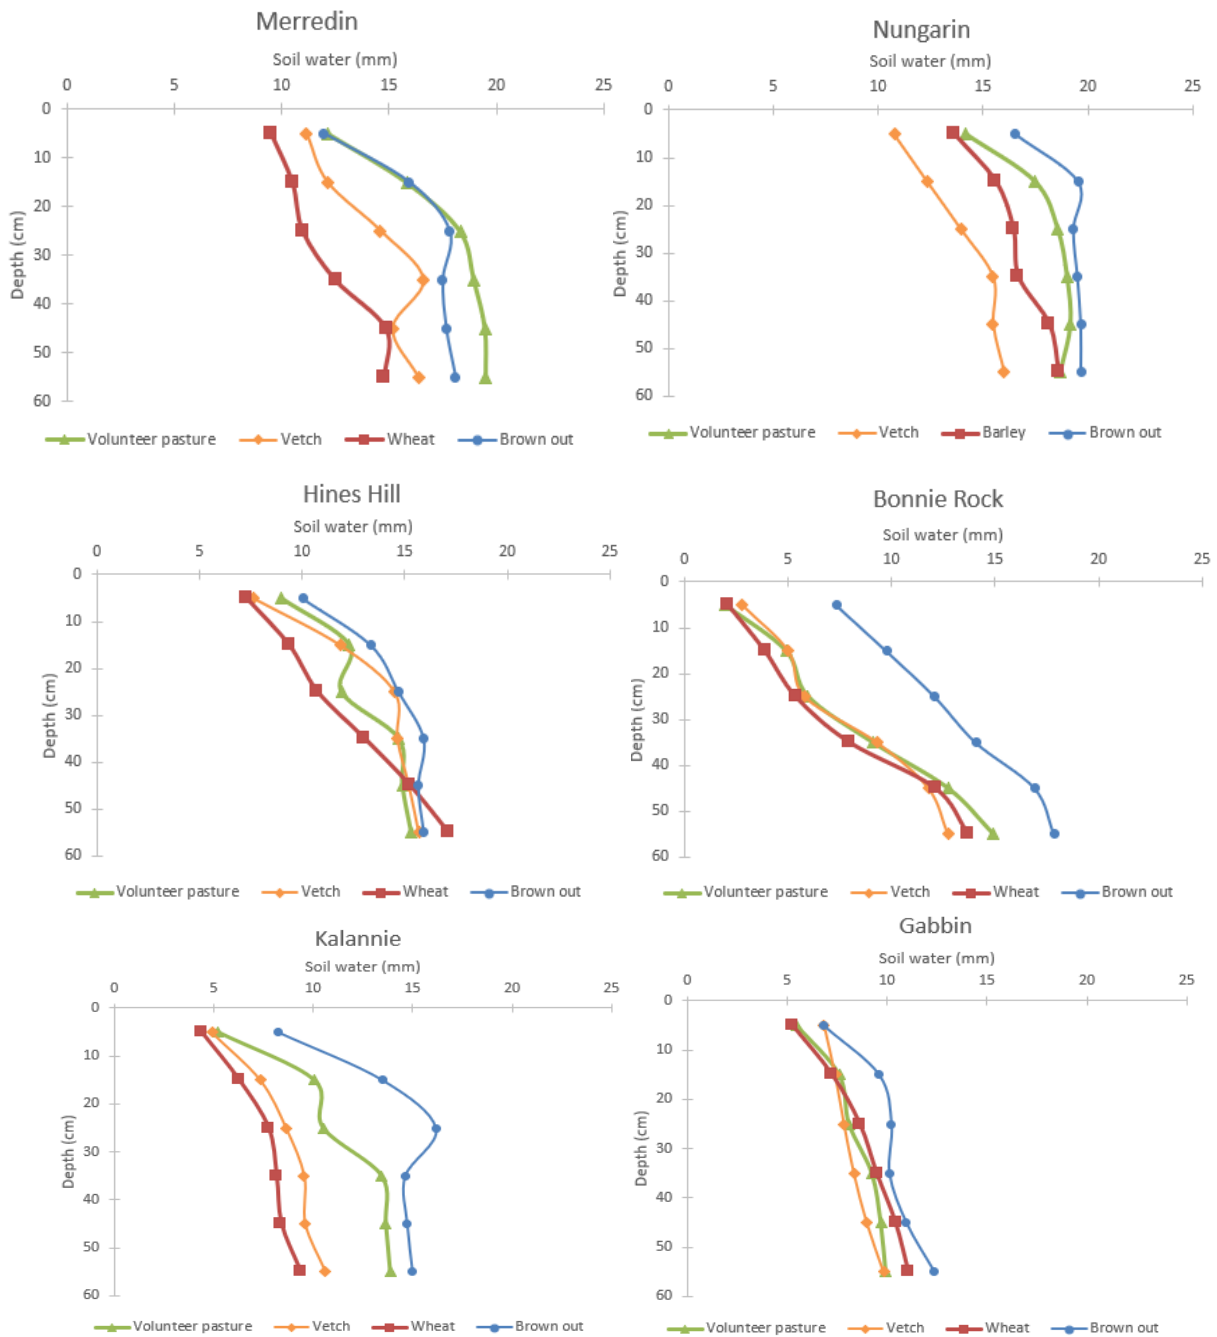 Merredin
Soil water (mm)
0 10 15 20 25
0
10
20
30
40
50
60
Depth (cm)
Volunteer pasture Vetch Wheat Brown out
Nungarin
Soil water (mm)
0 10 15 20 25
0
10
20
30
40
50
60
Depth (cm)
Volunteer pasture Vetch Barley Brown out
Hines Hill
Soil water (mm)
0 5 10 15 20 25
0
10
20
30
40
50
60
Depth (cm)
Volunteer pasture Vetch Wheat Brown out
Bonnie Rock
Soil water (mm)
0 5 10 15 20 25
0
10
20
30
40
50
60
Depth (cm)
Volunteer pasture Vetch Wheat Brown out
Kalannie
Soil water (mm)
0 5 10 15 20 25
0
10
20
30
40
50
60
Depth (cm)
Volunteer pasture Vetch Wheat Brown out
Gabbin
Soil water (mm)
0 5 10 15 20 25
0
10
20
30
40
50
60
Depth (cm)
Volunteer pasture Vetch Wheat Brown out